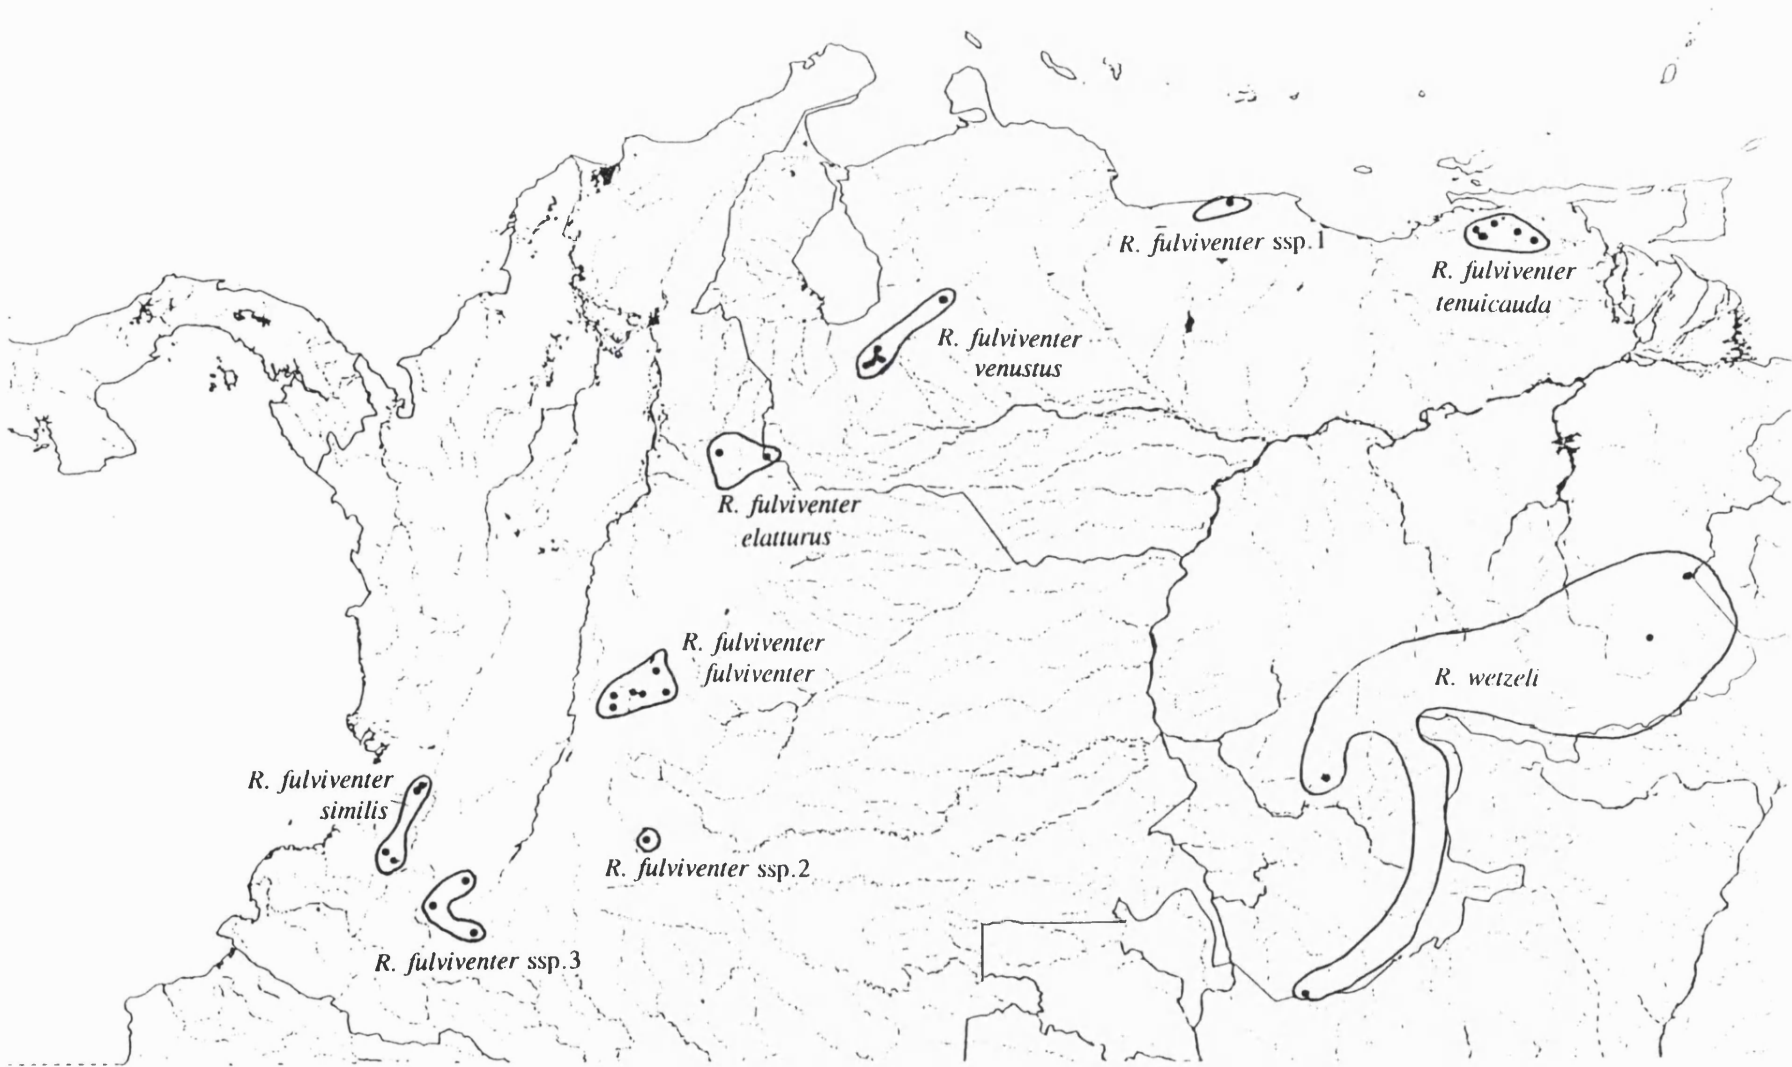 R. fulviventer ssp.1
R. fulviventer
tenuicauda
R. fulviventer
venustus
R. fulviventer
elatturus
R. fulviventer
fulviventer
R. wetzeli
R. fulviventer
similis
R. fulviventer ssp.2
R. fulviventer ssp.3